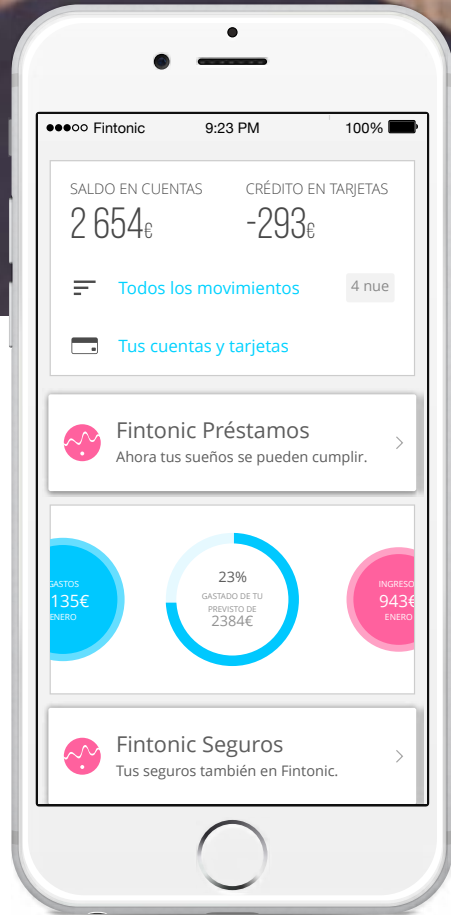 Fintonic 9:23 PM 100%
SALDO EN CUENTAS CRÉDITO EN TARJETAS
2 654€ -293€
Todos los movimientos 4 nue
Tus cuentas y tarjetas
Fintonic Préstamos
Ahora tus sueños se pueden cumplir.
GASTOS
135€
ENERO
23%
GASTADO DE TU
PREVISTO DE
2384€
INGRESO
943€
ENERO
Fintonic Seguros
Tus seguros también en Fintonic.